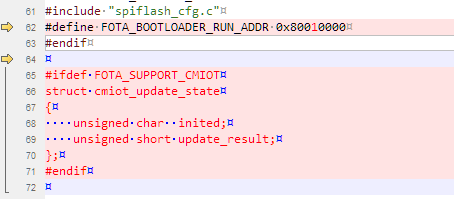 61 #include "spiflash_cfg.c"¤
62 #define FOTA_BOOTLOADER_RUN_ADDR 0x80010000¤
63 #endif¤
64 ¤
65 #ifdef·FOTA_SUPPORT_CMIOT¤
66 struct·cmiot_update_state¤
67 {¤
68 ····unsigned·char··inited;¤
69 ····unsigned·short·update_result;¤
70 };¤
71 #endif¤
72 ¤